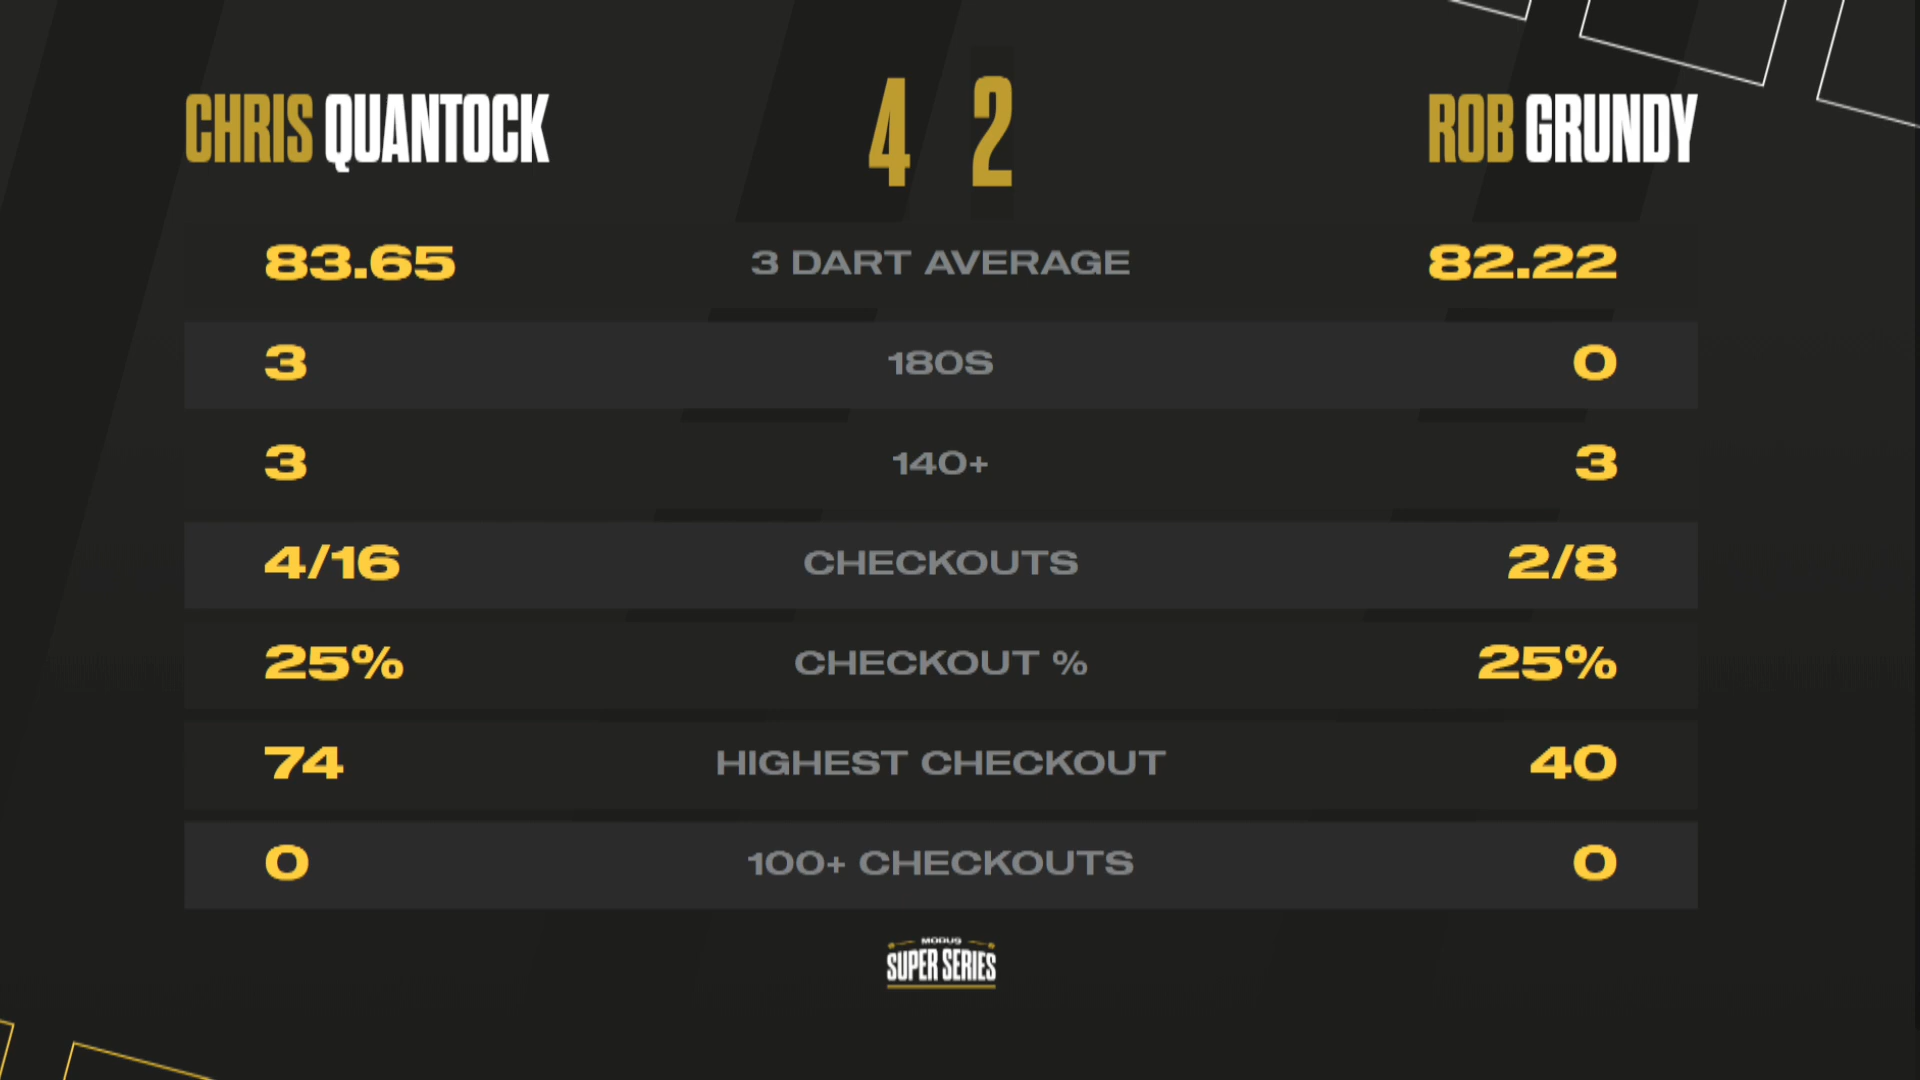 CHRIS QUANTOCK 4 2 ROB GRUNDY
83.65 3 DART AVERAGE 82.22
3 180S 0
3 140+ 3
4/16 CHECKOUTS 2/8
25% CHECKOUT % 25%
74 HIGHEST CHECKOUT 40
0 100+ CHECKOUTS 0
MODUS
SUPER SERIES